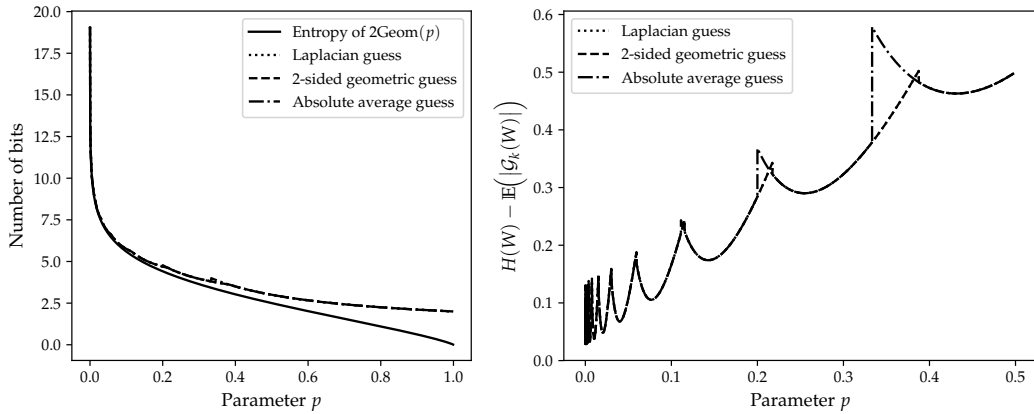 20.0
17.5
15.0
12.5
10.0
7.5
5.0
2.5
0.0
Number of bits
Entropy of 2Geom(p)
Laplacian guess
2-sided geometric guess
Absolute average guess
0.0 0.2 0.4 0.6 0.8 1.0
Parameter p
0.6
0.5
0.4
0.3
0.2
0.1
0.0
H(W) − 𝔼(|𝒢ₖ(W)|)
Laplacian guess
2-sided geometric guess
Absolute average guess
0.0 0.1 0.2 0.3 0.4 0.5
Parameter p